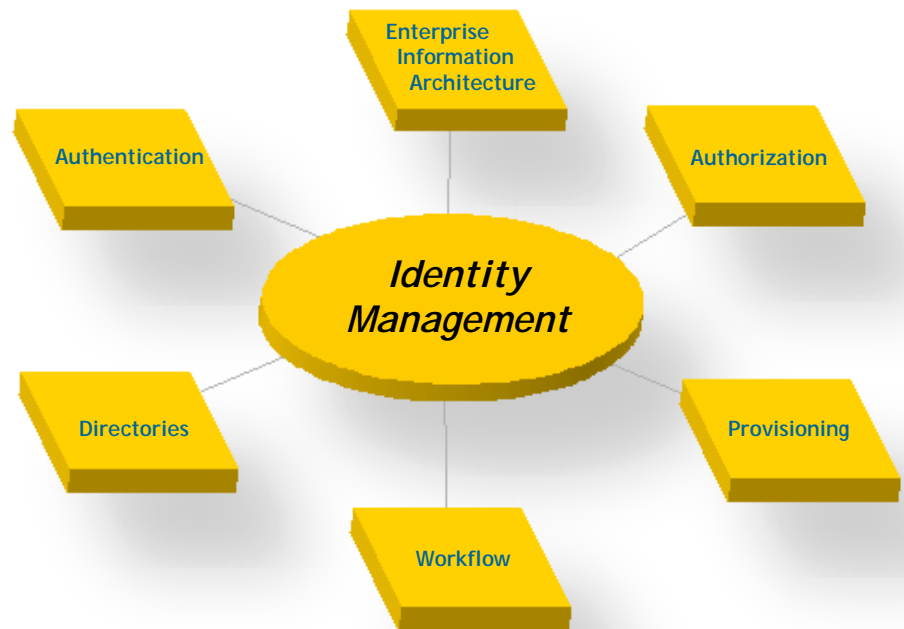 Enterprise
Information
Architecture
Authentication
Authorization
Identity
Management
Directories
Provisioning
Workflow